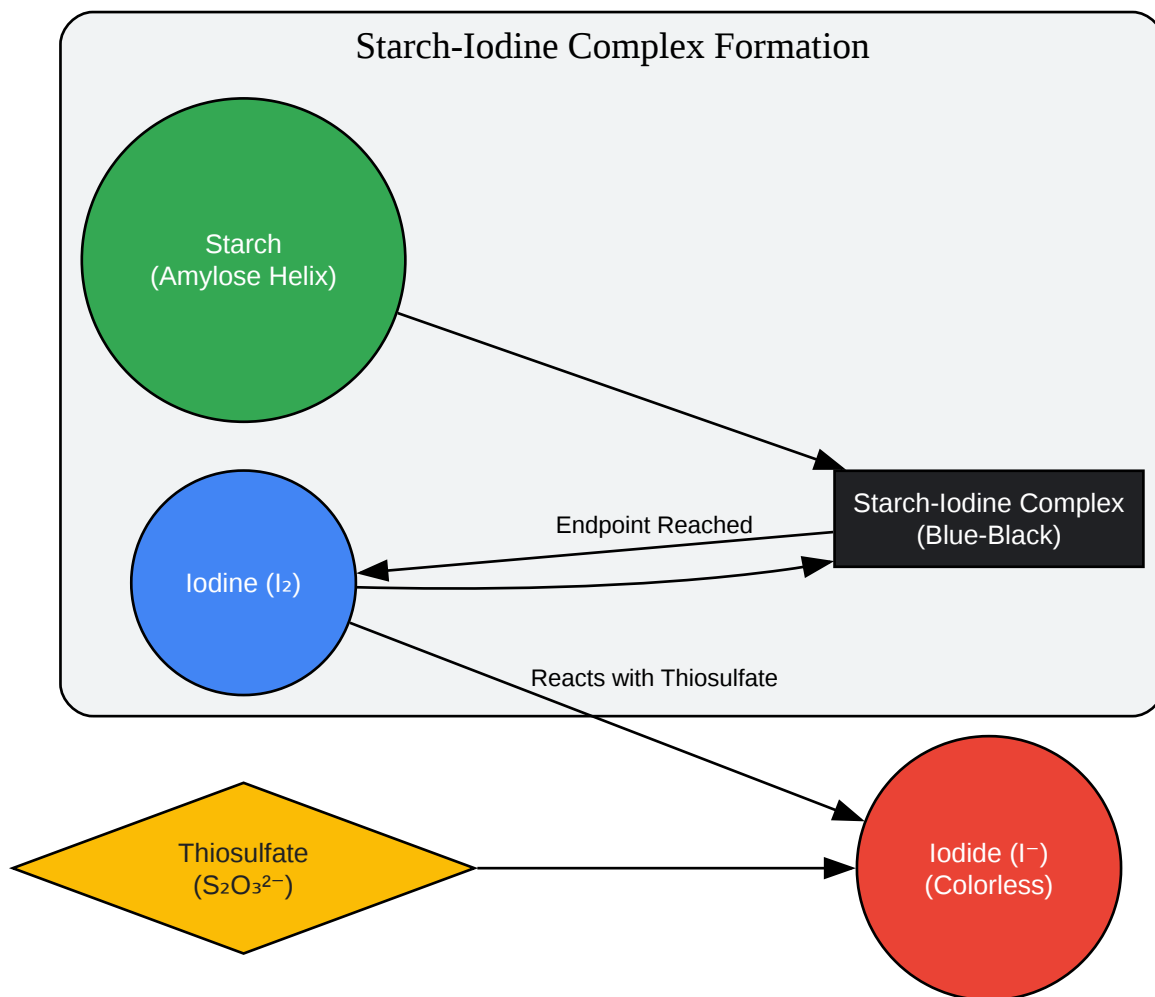 Starch-Iodine Complex Formation
Starch
(Amylose Helix)
Starch-Iodine Complex
(Blue-Black)
Endpoint Reached
Iodine (I₂)
Reacts with Thiosulfate
Thiosulfate
(S₂O₃²⁻)
Iodide (I⁻)
(Colorless)